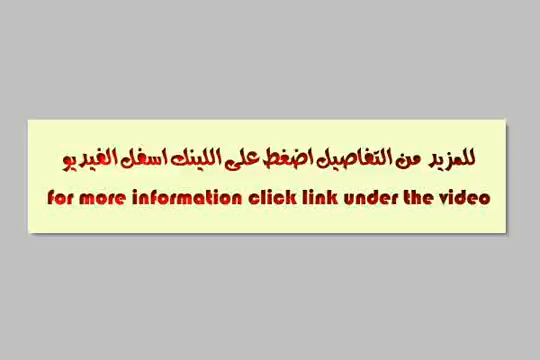 للمزيد من التفاصيل اضغط على اللينك اسفل الفيديو
for more information click link under the video